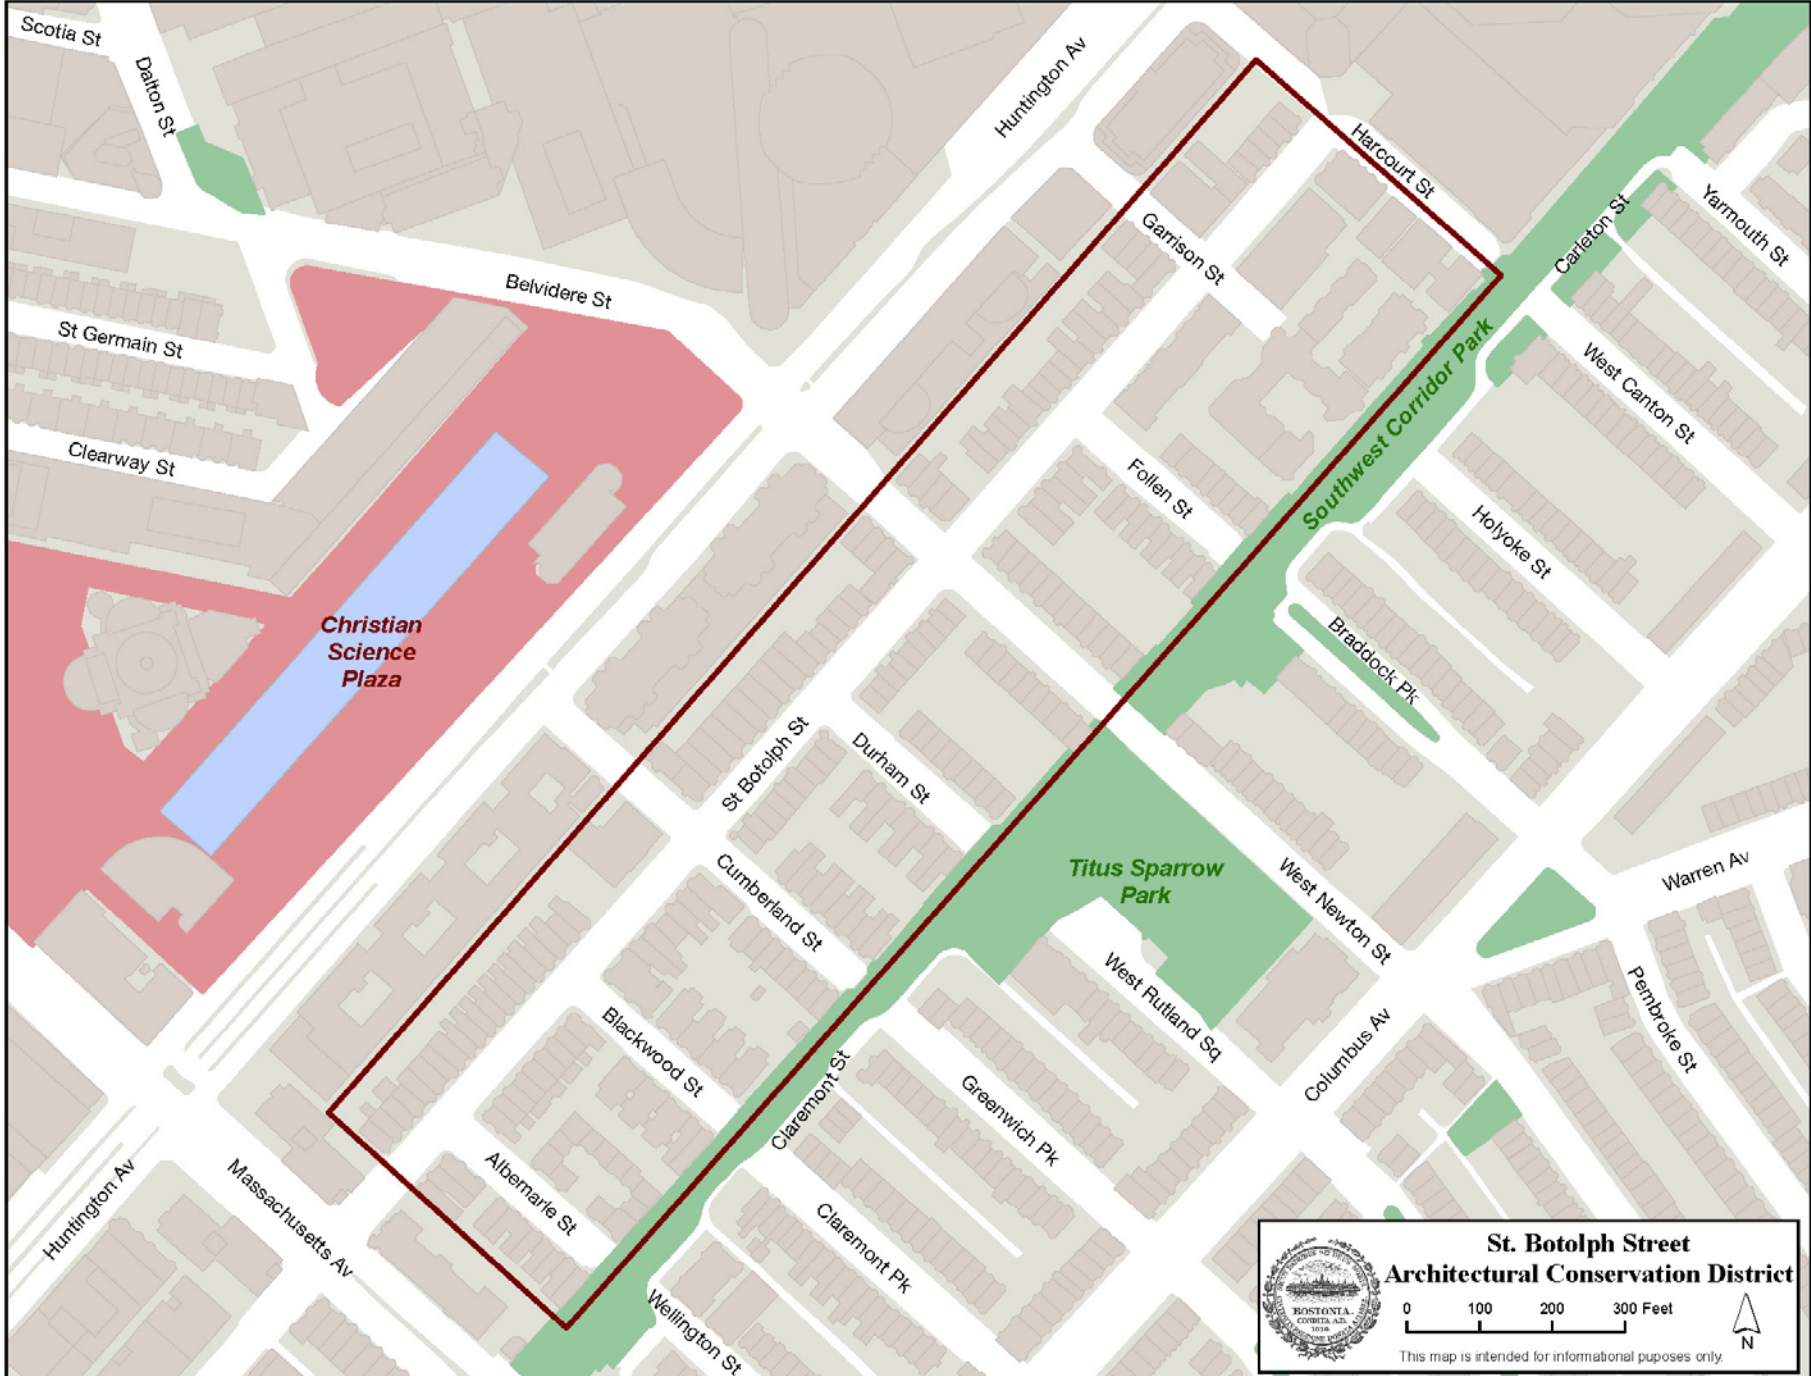 Scotia St
Dalton St
Huntington Av
Harcourt St
Yarmouth St
Carleton St
Garrison St
Belvidere St
St Germain St
West Canton St
Southwest Corridor Park
Clearway St
Follen St
Holyoke St
Christian
Science
Plaza
Braddock Pk
St Botolph St
Durham St
Titus Sparrow
Park
Warren Av
Cumberland St
West Newton St
West Rutland Sq
Pembroke St
Blackwood St
Columbus Av
Claremont St
Greenwich Pk
Huntington Av
Massachusetts Av
Albemarle St
Claremont Pk
Wellington St
St. Botolph Street
Architectural Conservation District
0 100 200 300 Feet
BOSTONIA.
CONDITA A.D.
1630.
N
This map is intended for informational puposes only.